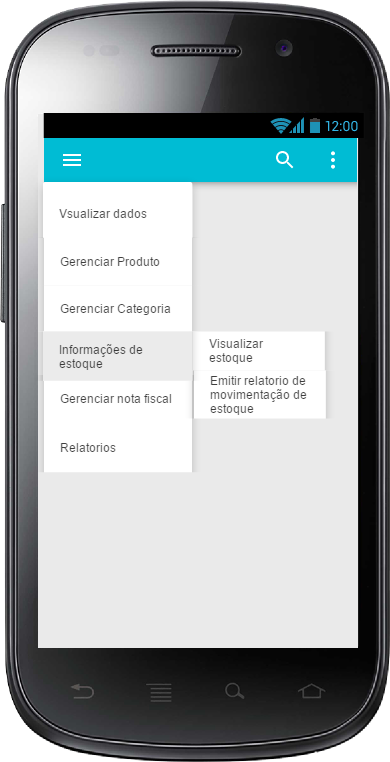 12:00
Vsualizar dados
Gerenciar Produto
Gerenciar Categoria
Informações de
estoque
Visualizar
estoque
Emitir relatorio de
movimentação de
estoque
Gerenciar nota fiscal
Relatorios